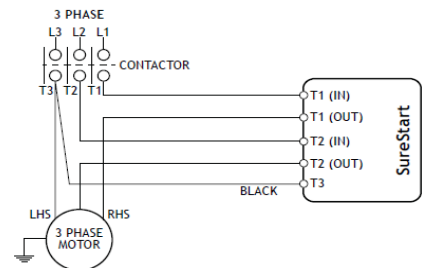 3 PHASE
L3 L2 L1
CONTACTOR
T3 T2 T1
T1 (IN)
T1 (OUT)
T2 (IN)
T2 (OUT)
T3
SureStart
BLACK
LHS RHS
3 PHASE
MOTOR